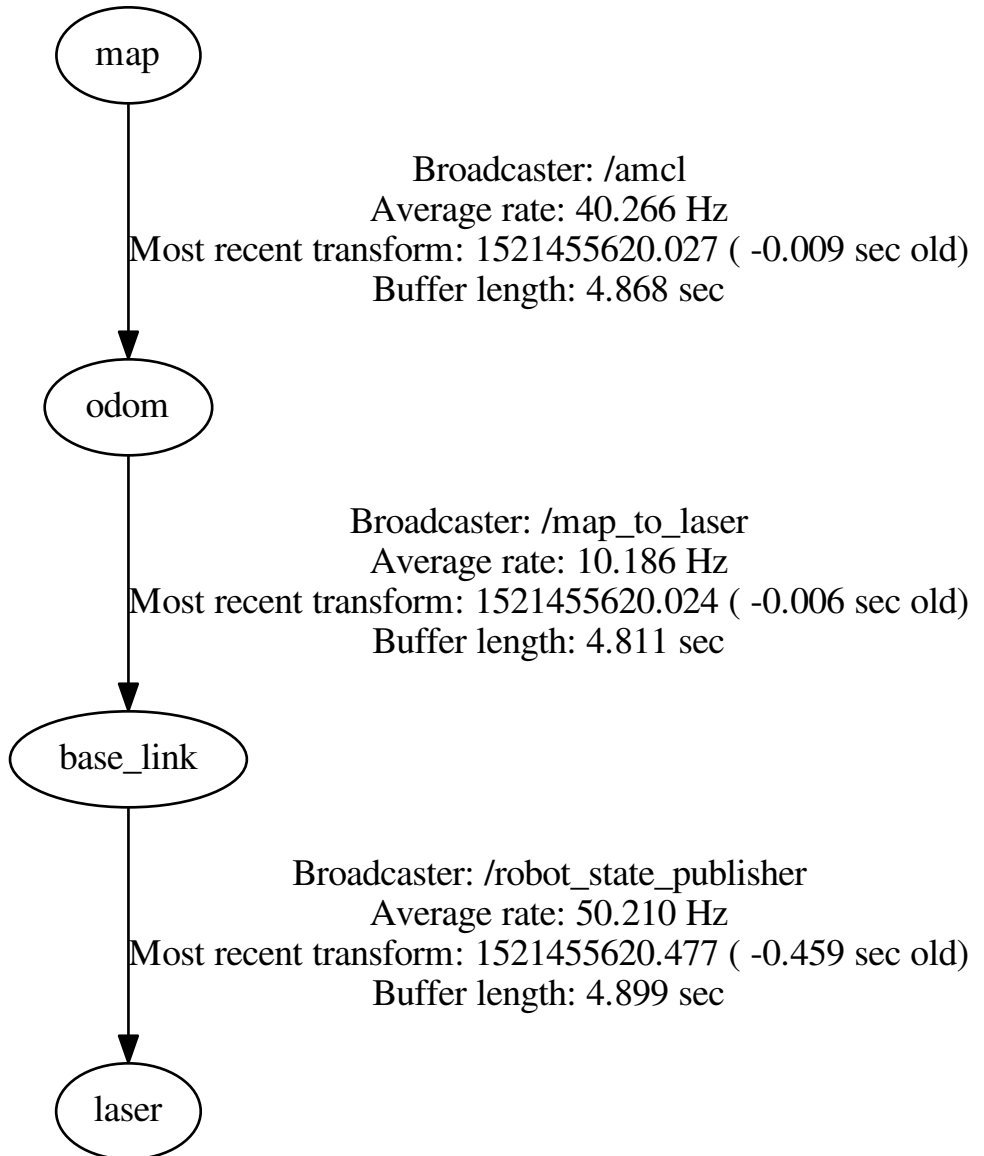 map
Broadcaster: /amcl
Average rate: 40.266 Hz
Most recent transform: 1521455620.027 ( -0.009 sec old)
Buffer length: 4.868 sec
odom
Broadcaster: /map_to_laser
Average rate: 10.186 Hz
Most recent transform: 1521455620.024 ( -0.006 sec old)
Buffer length: 4.811 sec
base_link
Broadcaster: /robot_state_publisher
Average rate: 50.210 Hz
Most recent transform: 1521455620.477 ( -0.459 sec old)
Buffer length: 4.899 sec
laser